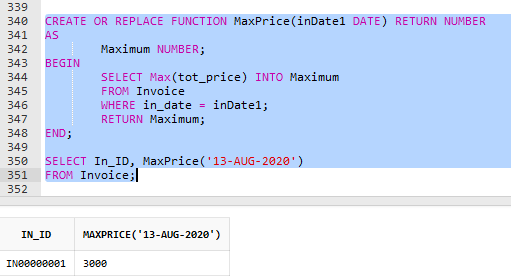 339
340 CREATE OR REPLACE FUNCTION MaxPrice(inDate1 DATE) RETURN NUMBER
341 AS
342 Maximum NUMBER;
343 BEGIN
344 SELECT Max(tot_price) INTO Maximum
345 FROM Invoice
346 WHERE in_date = inDate1;
347 RETURN Maximum;
348 END;
349
350 SELECT In_ID, MaxPrice('13-AUG-2020')
351 FROM Invoice;
352
IN_ID MAXPRICE('13-AUG-2020')
IN00000001 3000